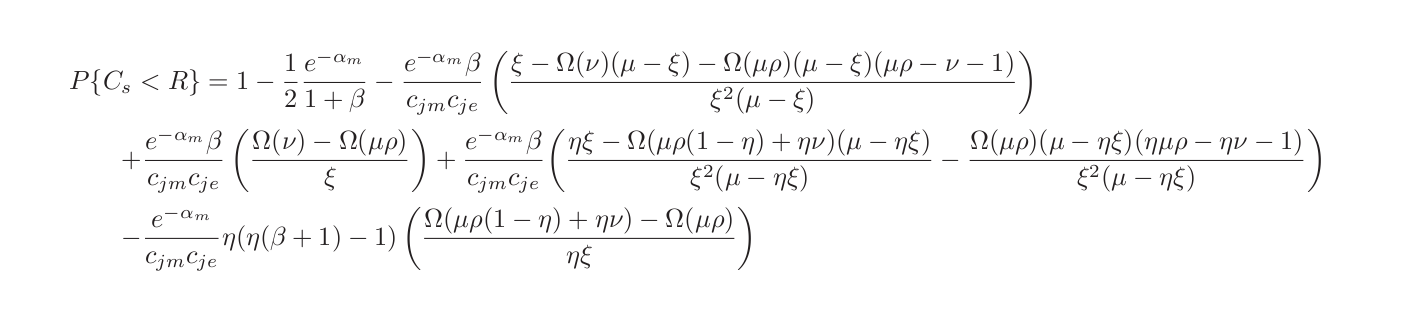 P\{C_s < R\} = 1 - \frac{1}{2}\frac{e^{-\alpha_m}}{1+\beta} - \frac{e^{-\alpha_m}\beta}{c_{jm}c_{je}}\left(\frac{\xi - \Omega(\nu)(\mu-\xi) - \Omega(\mu\rho)(\mu-\xi)(\mu\rho-\nu-1)}{\xi^2(\mu-\xi)}\right)
+\frac{e^{-\alpha_m}\beta}{c_{jm}c_{je}}\left(\frac{\Omega(\nu)-\Omega(\mu\rho)}{\xi}\right) + \frac{e^{-\alpha_m}\beta}{c_{jm}c_{je}}\left(\frac{\eta\xi - \Omega(\mu\rho(1-\eta)+\eta\nu)(\mu-\eta\xi)}{\xi^2(\mu-\eta\xi)} - \frac{\Omega(\mu\rho)(\mu-\eta\xi)(\eta\mu\rho-\eta\nu-1)}{\xi^2(\mu-\eta\xi)}\right)
-\frac{e^{-\alpha_m}}{c_{jm}c_{je}}\eta(\eta(\beta+1)-1)\left(\frac{\Omega(\mu\rho(1-\eta)+\eta\nu)-\Omega(\mu\rho)}{\eta\xi}\right)